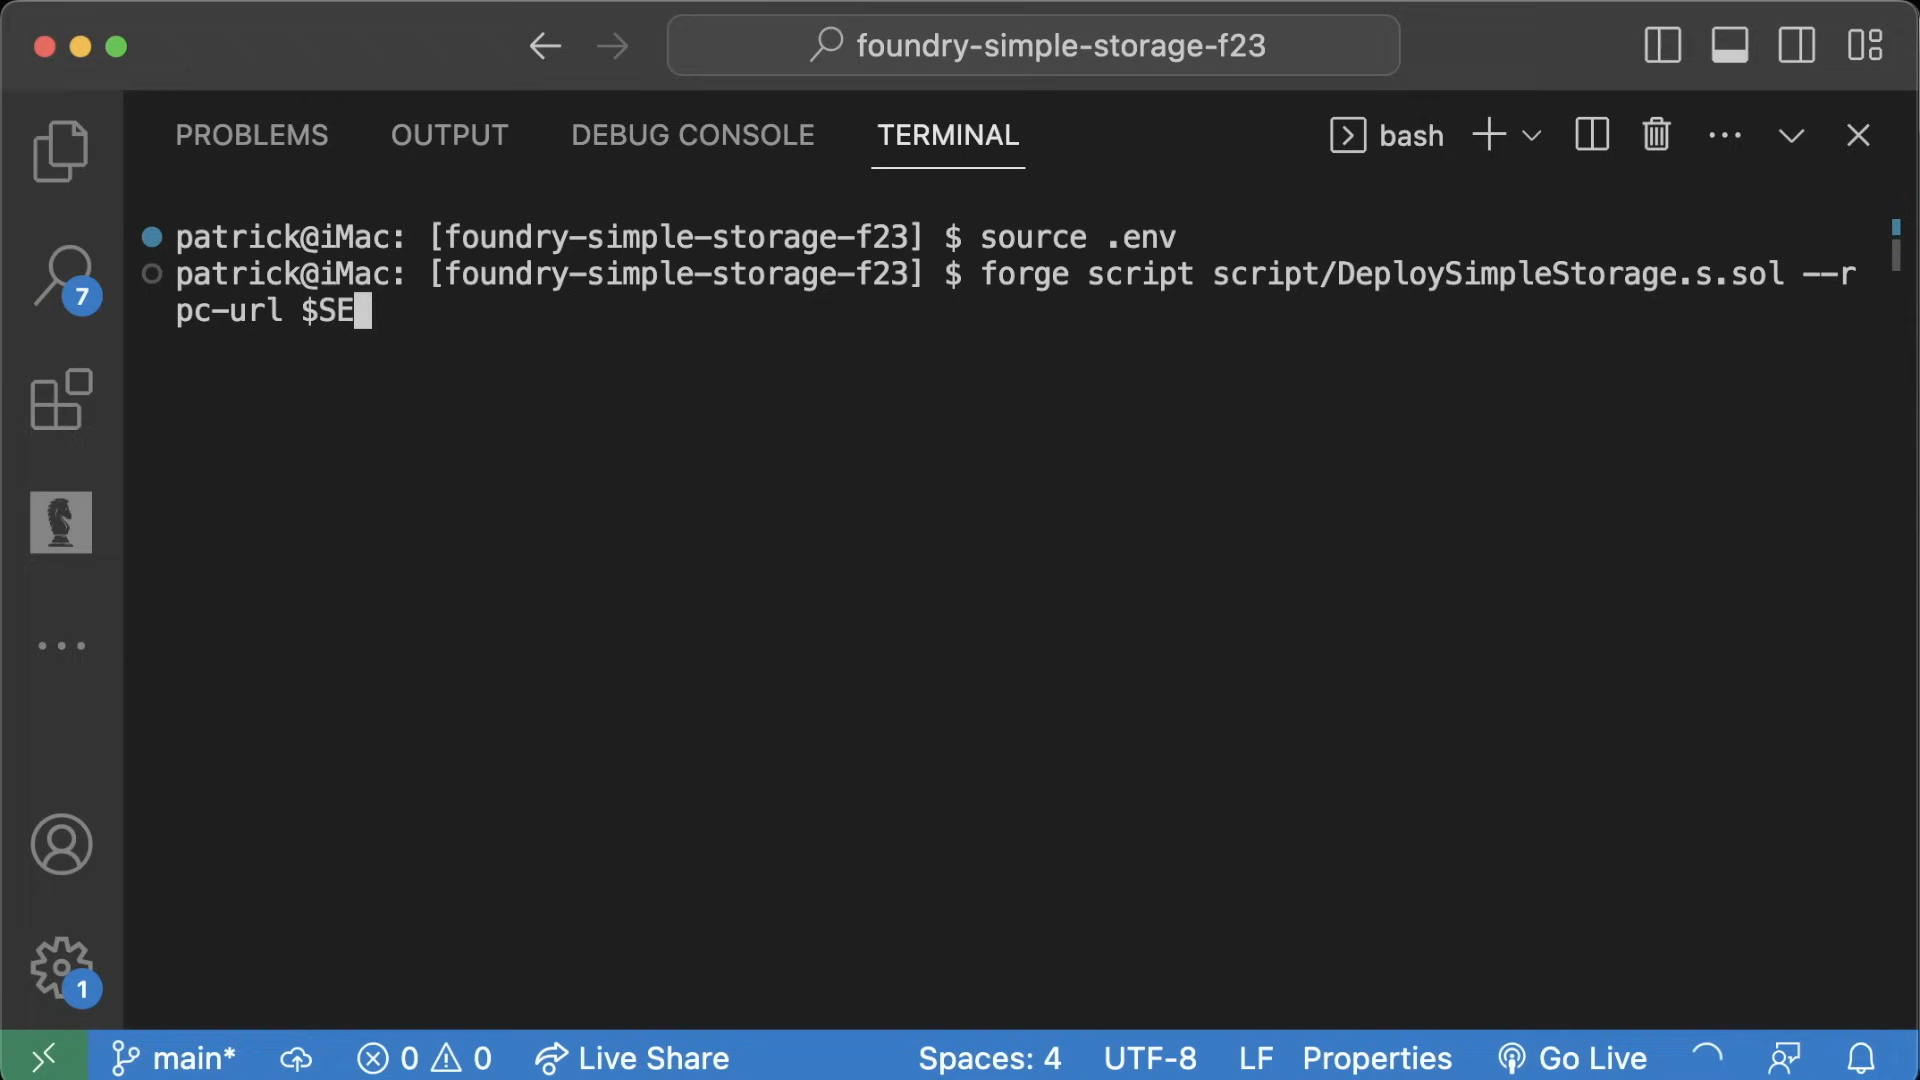 foundry-simple-storage-f23
PROBLEMS OUTPUT DEBUG CONSOLE TERMINAL bash
patrick@iMac: [foundry-simple-storage-f23] $ source .env
patrick@iMac: [foundry-simple-storage-f23] $ forge script script/DeploySimpleStorage.s.sol --r
pc-url $SE
7
1
main* 0 0 Live Share Spaces: 4 UTF-8 LF Properties Go Live